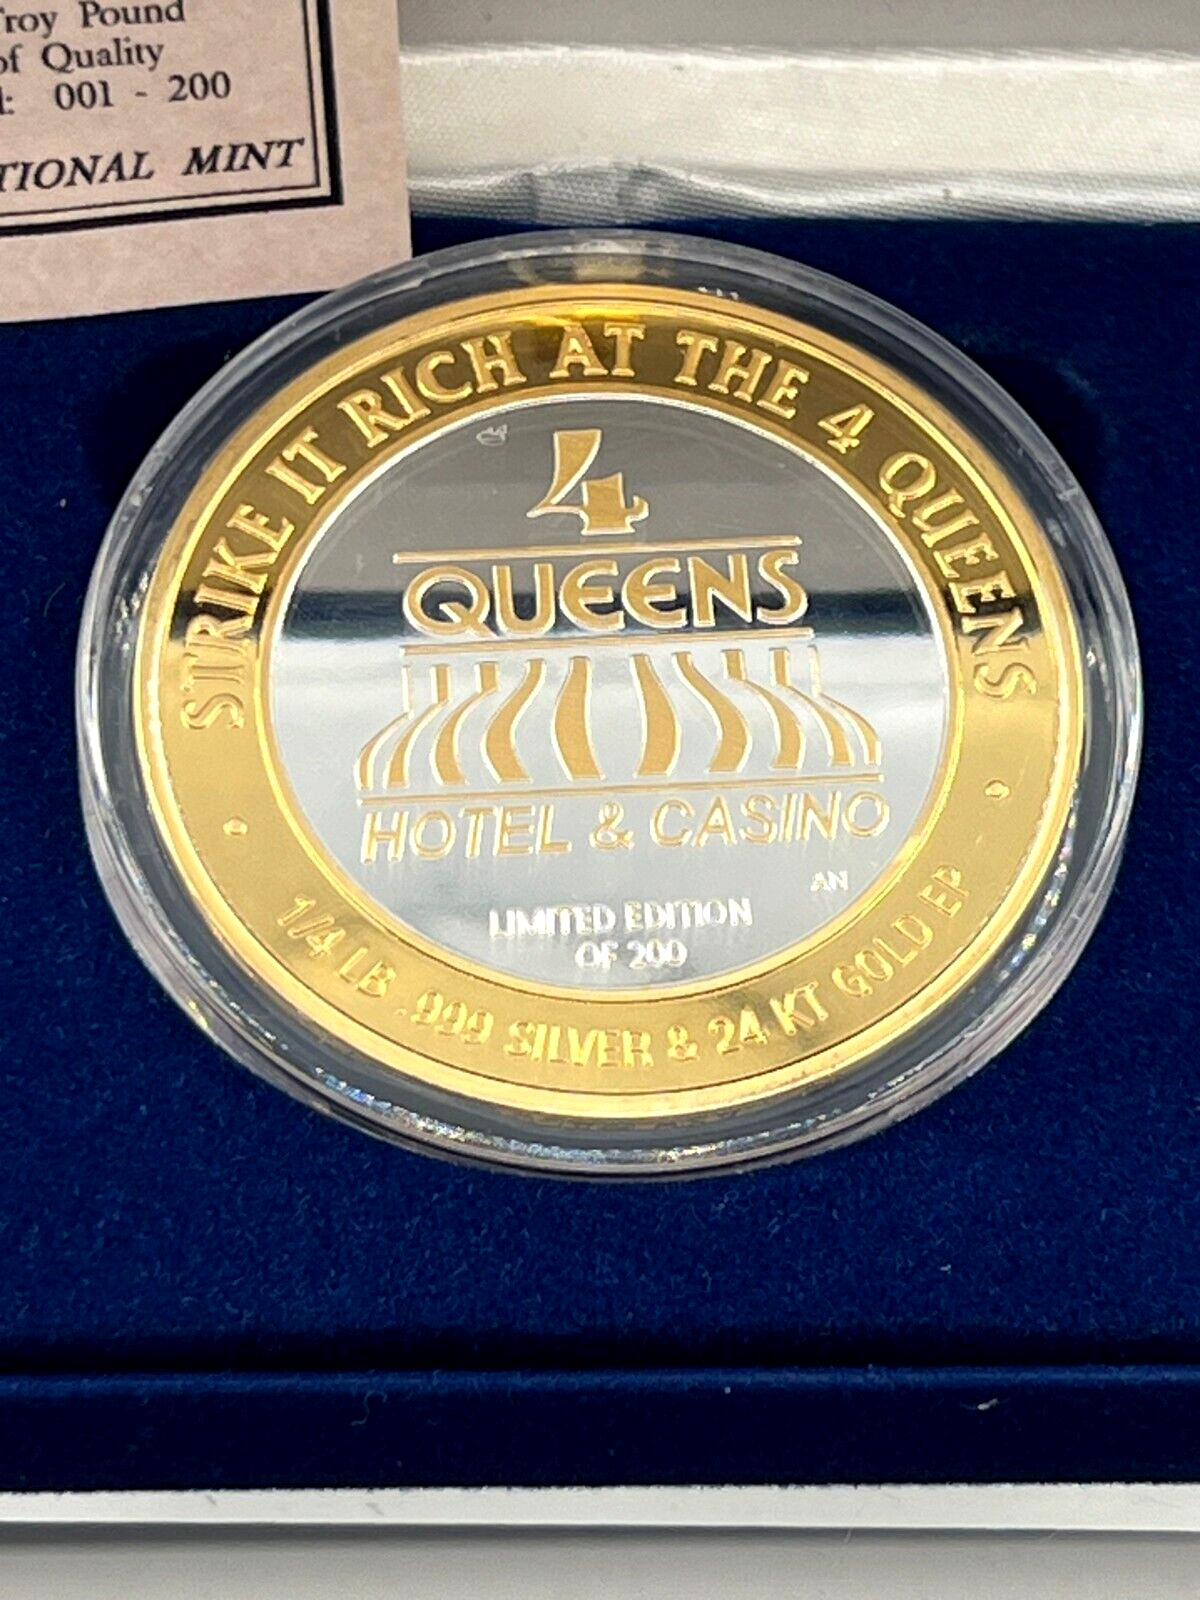 Troy Pound
of Quality
001 - 200
MINT
STRIKE IT RICH AT THE 4 QUEENS
4
QUEENS
HOTEL & CASINO
AN
LIMITED EDITION
OF 200
1/4 LB .999 SILVER & 24 KT GOLD EP